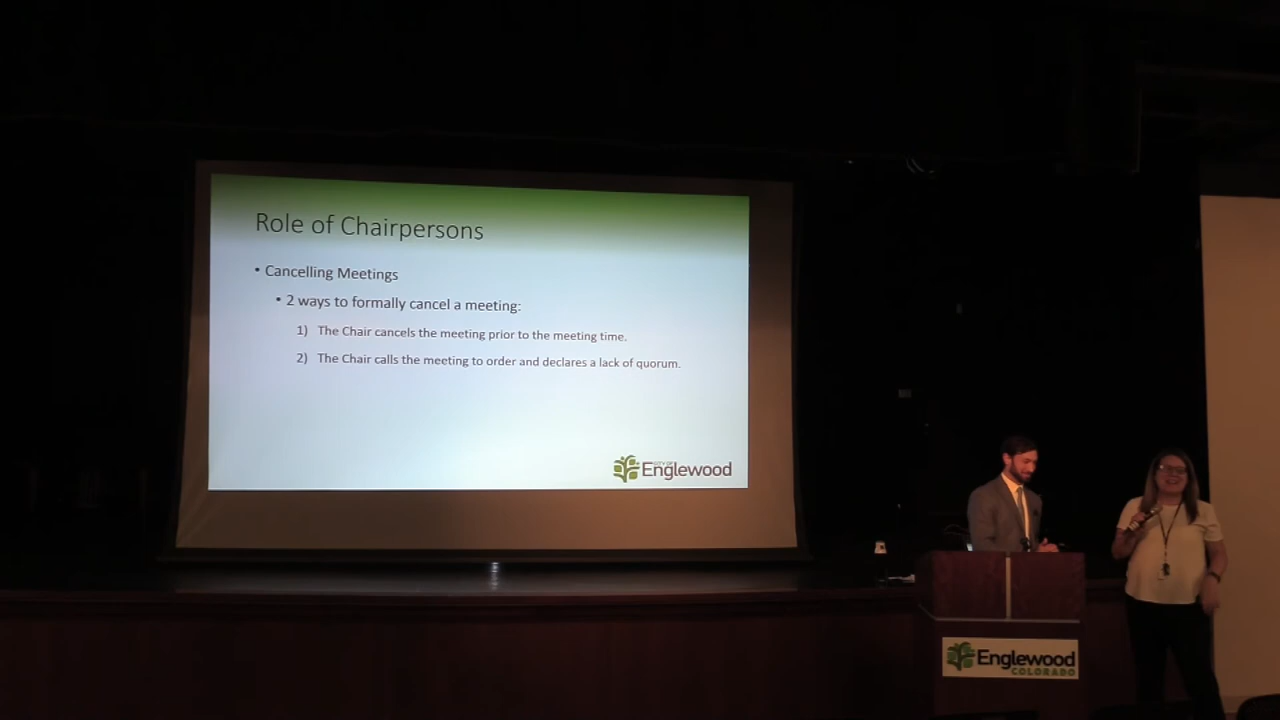 Role of Chairpersons
• Cancelling Meetings
• 2 ways to formally cancel a meeting:
1) The Chair cancels the meeting prior to the meeting time.
2) The Chair calls the meeting to order and declares a lack of quorum.
CITY OF
Englewood
Englewood
COLORADO